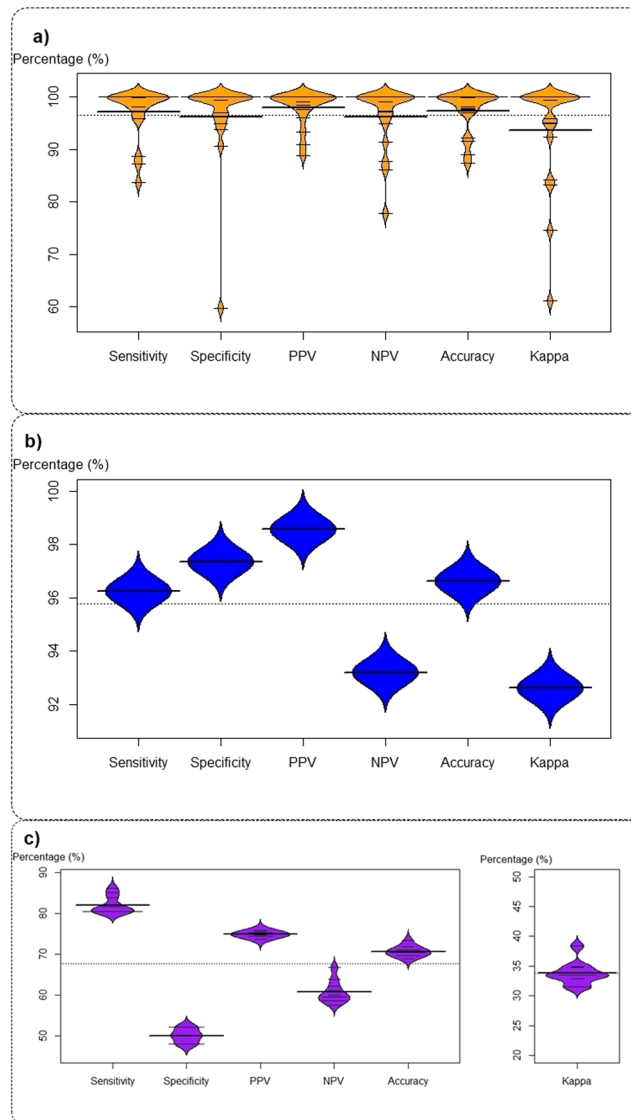 a)
Percentage (%)
100
90
80
70
60
Sensitivity Specificity PPV NPV Accuracy Kappa
b)
Percentage (%)
100
98
96
94
92
Sensitivity Specificity PPV NPV Accuracy Kappa
c)
Percentage (%)
90
80
70
60
50
Sensitivity Specificity PPV NPV Accuracy
Percentage (%)
50
45
40
35
30
25
20
Kappa